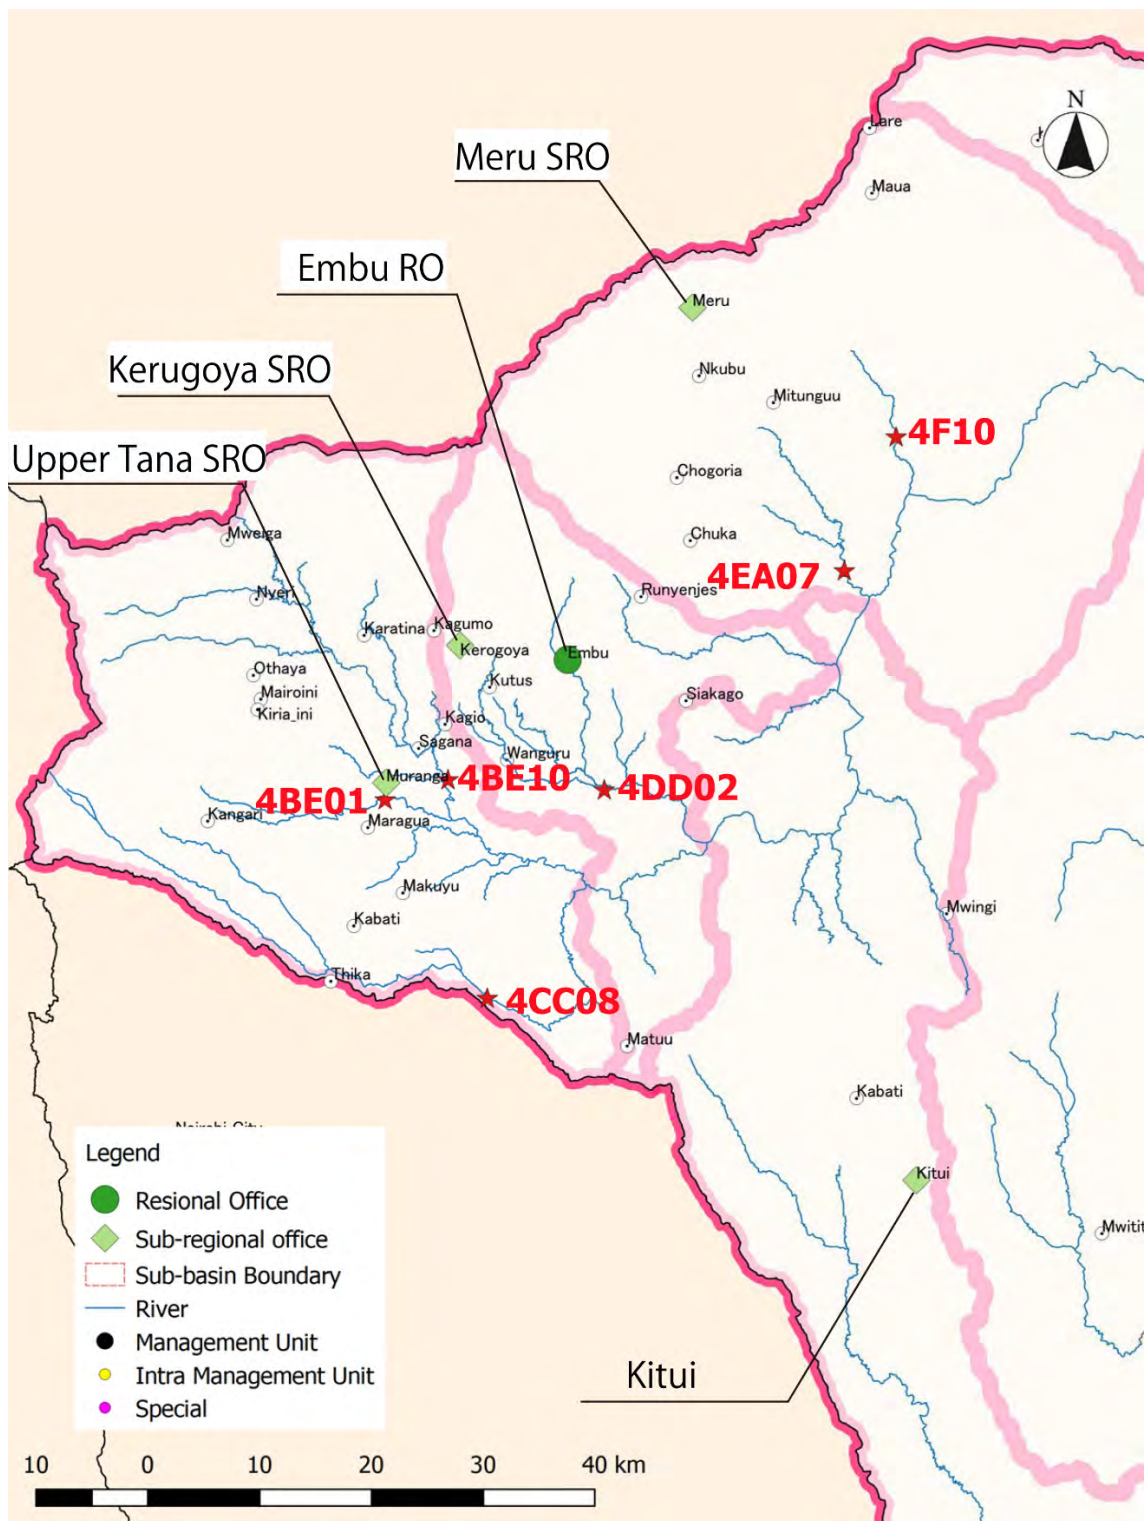 N
Lare
Maua
Meru SRO
Embu RO
Meru
Kerugoya SRO
Nkubu
Mitunguu
4F10
Upper Tana SRO
Chogoria
Mweiga
Chuka
4EA07
Nyeri
Runyenjes
Karatina
Kagumo
Kerogoya
Embu
Othaya
Kutus
Mairoini
Siakago
Kiria_ini
Kagio
Sagana
Wanguru
Muranga
4BE10
4DD02
4BE01
Kangari
Maragua
Makuyu
Mwingi
Kabati
Thika
4CC08
Matuu
Kabati
Nairobi City
Kitui
Mwitit
Kitui
Legend
Resional Office
Sub-regional office
Sub-basin Boundary
River
Management Unit
Intra Management Unit
Special
10 0 10 20 30 40 km